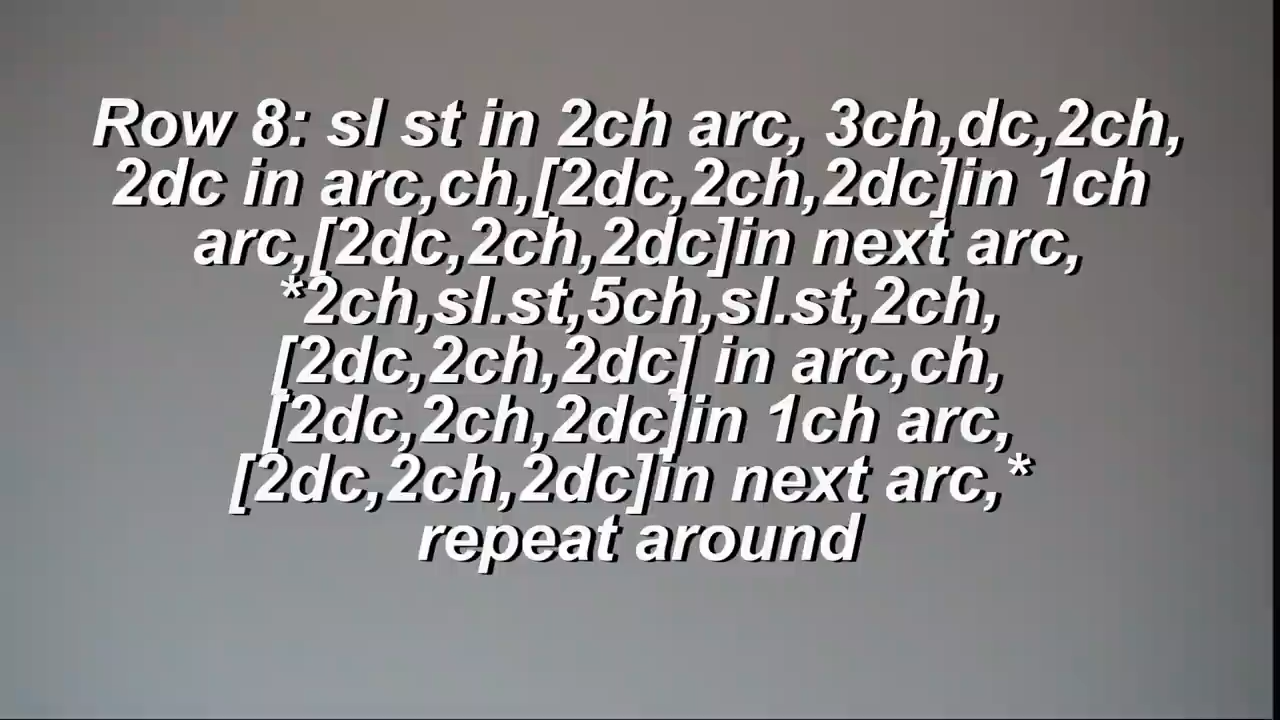 Row 8: sl st in 2ch arc, 3ch,dc,2ch,
2dc in arc,ch,[2dc,2ch,2dc]in 1ch
arc,[2dc,2ch,2dc]in next arc,
*2ch,sl.st,5ch,sl.st,2ch,
[2dc,2ch,2dc] in arc,ch,
[2dc,2ch,2dc]in 1ch arc,
[2dc,2ch,2dc]in next arc,*
repeat around